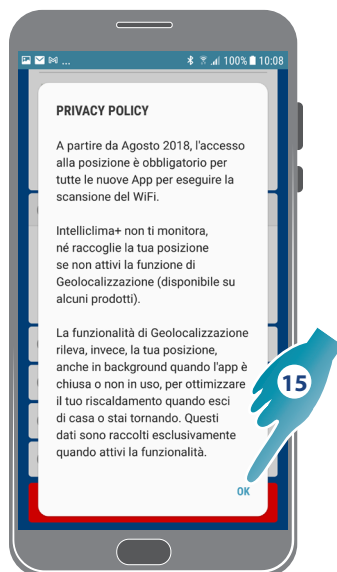 ... 100% 10:08
PRIVACY POLICY
A partire da Agosto 2018, l'accesso
alla posizione è obbligatorio per
tutte le nuove App per eseguire la
scansione del WiFi.
Intelliclima+ non ti monitora,
né raccoglie la tua posizione
se non attivi la funzione di
Geolocalizzazione (disponibile su
alcuni prodotti).
La funzionalità di Geolocalizzazione
rileva, invece, la tua posizione,
anche in background quando l'app è
chiusa o non in uso, per ottimizzare
il tuo riscaldamento quando esci
di casa o stai tornando. Questi
dati sono raccolti esclusivamente
quando attivi la funzionalità.
15
OK